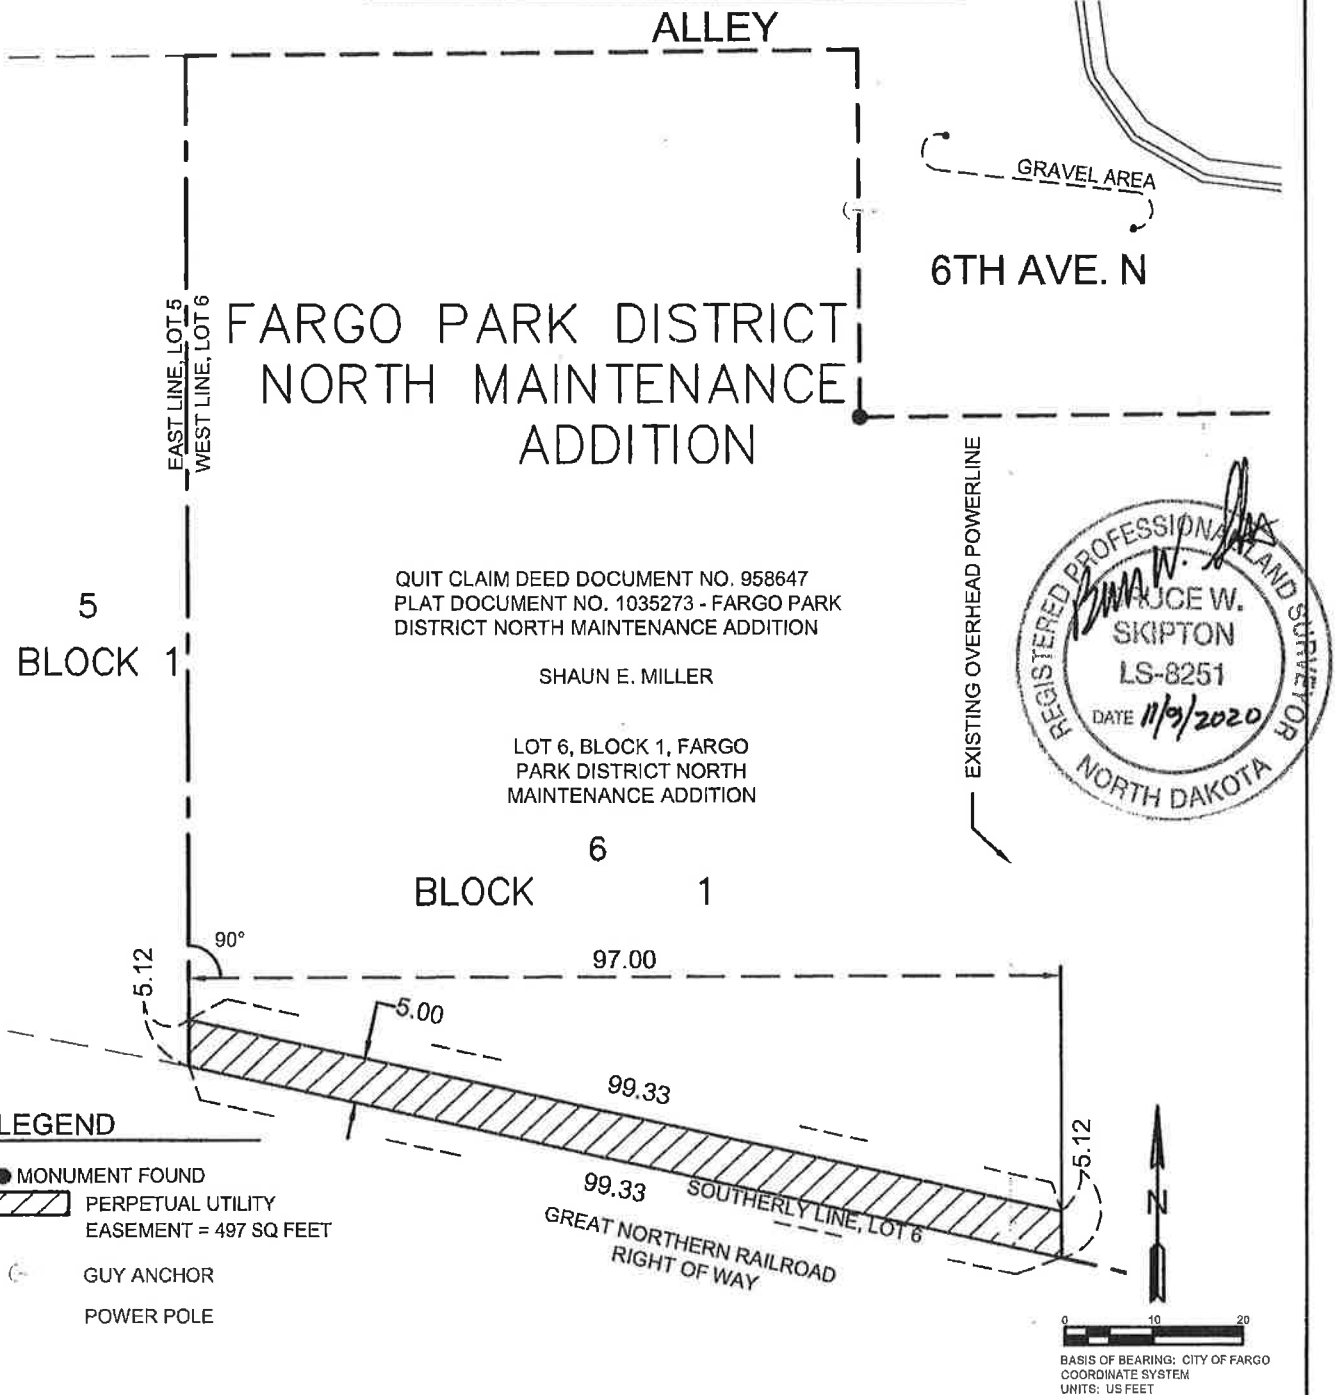 ALLEY
GRAVEL AREA
6TH AVE. N
EAST LINE, LOT 5
WEST LINE, LOT 6
FARGO PARK DISTRICT
NORTH MAINTENANCE
ADDITION
EXISTING OVERHEAD POWERLINE
QUIT CLAIM DEED DOCUMENT NO. 958647
PLAT DOCUMENT NO. 1035273 - FARGO PARK
DISTRICT NORTH MAINTENANCE ADDITION
SHAUN E. MILLER
LOT 6, BLOCK 1, FARGO
PARK DISTRICT NORTH
MAINTENANCE ADDITION
5
BLOCK 1
6
BLOCK 1
REGISTERED PROFESSIONAL LAND SURVEYOR
SKIPTON
LS-8251
DATE 11/9/2020
NORTH DAKOTA
90°
97.00
5.12
5.00
99.33
99.33
5.12
SOUTHERLY LINE, LOT 6
GREAT NORTHERN RAILROAD
RIGHT OF WAY
LEGEND
MONUMENT FOUND
PERPETUAL UTILITY
EASEMENT = 497 SQ FEET
GUY ANCHOR
POWER POLE
N
0 10 20
BASIS OF BEARING: CITY OF FARGO
COORDINATE SYSTEM
UNITS: US FEET